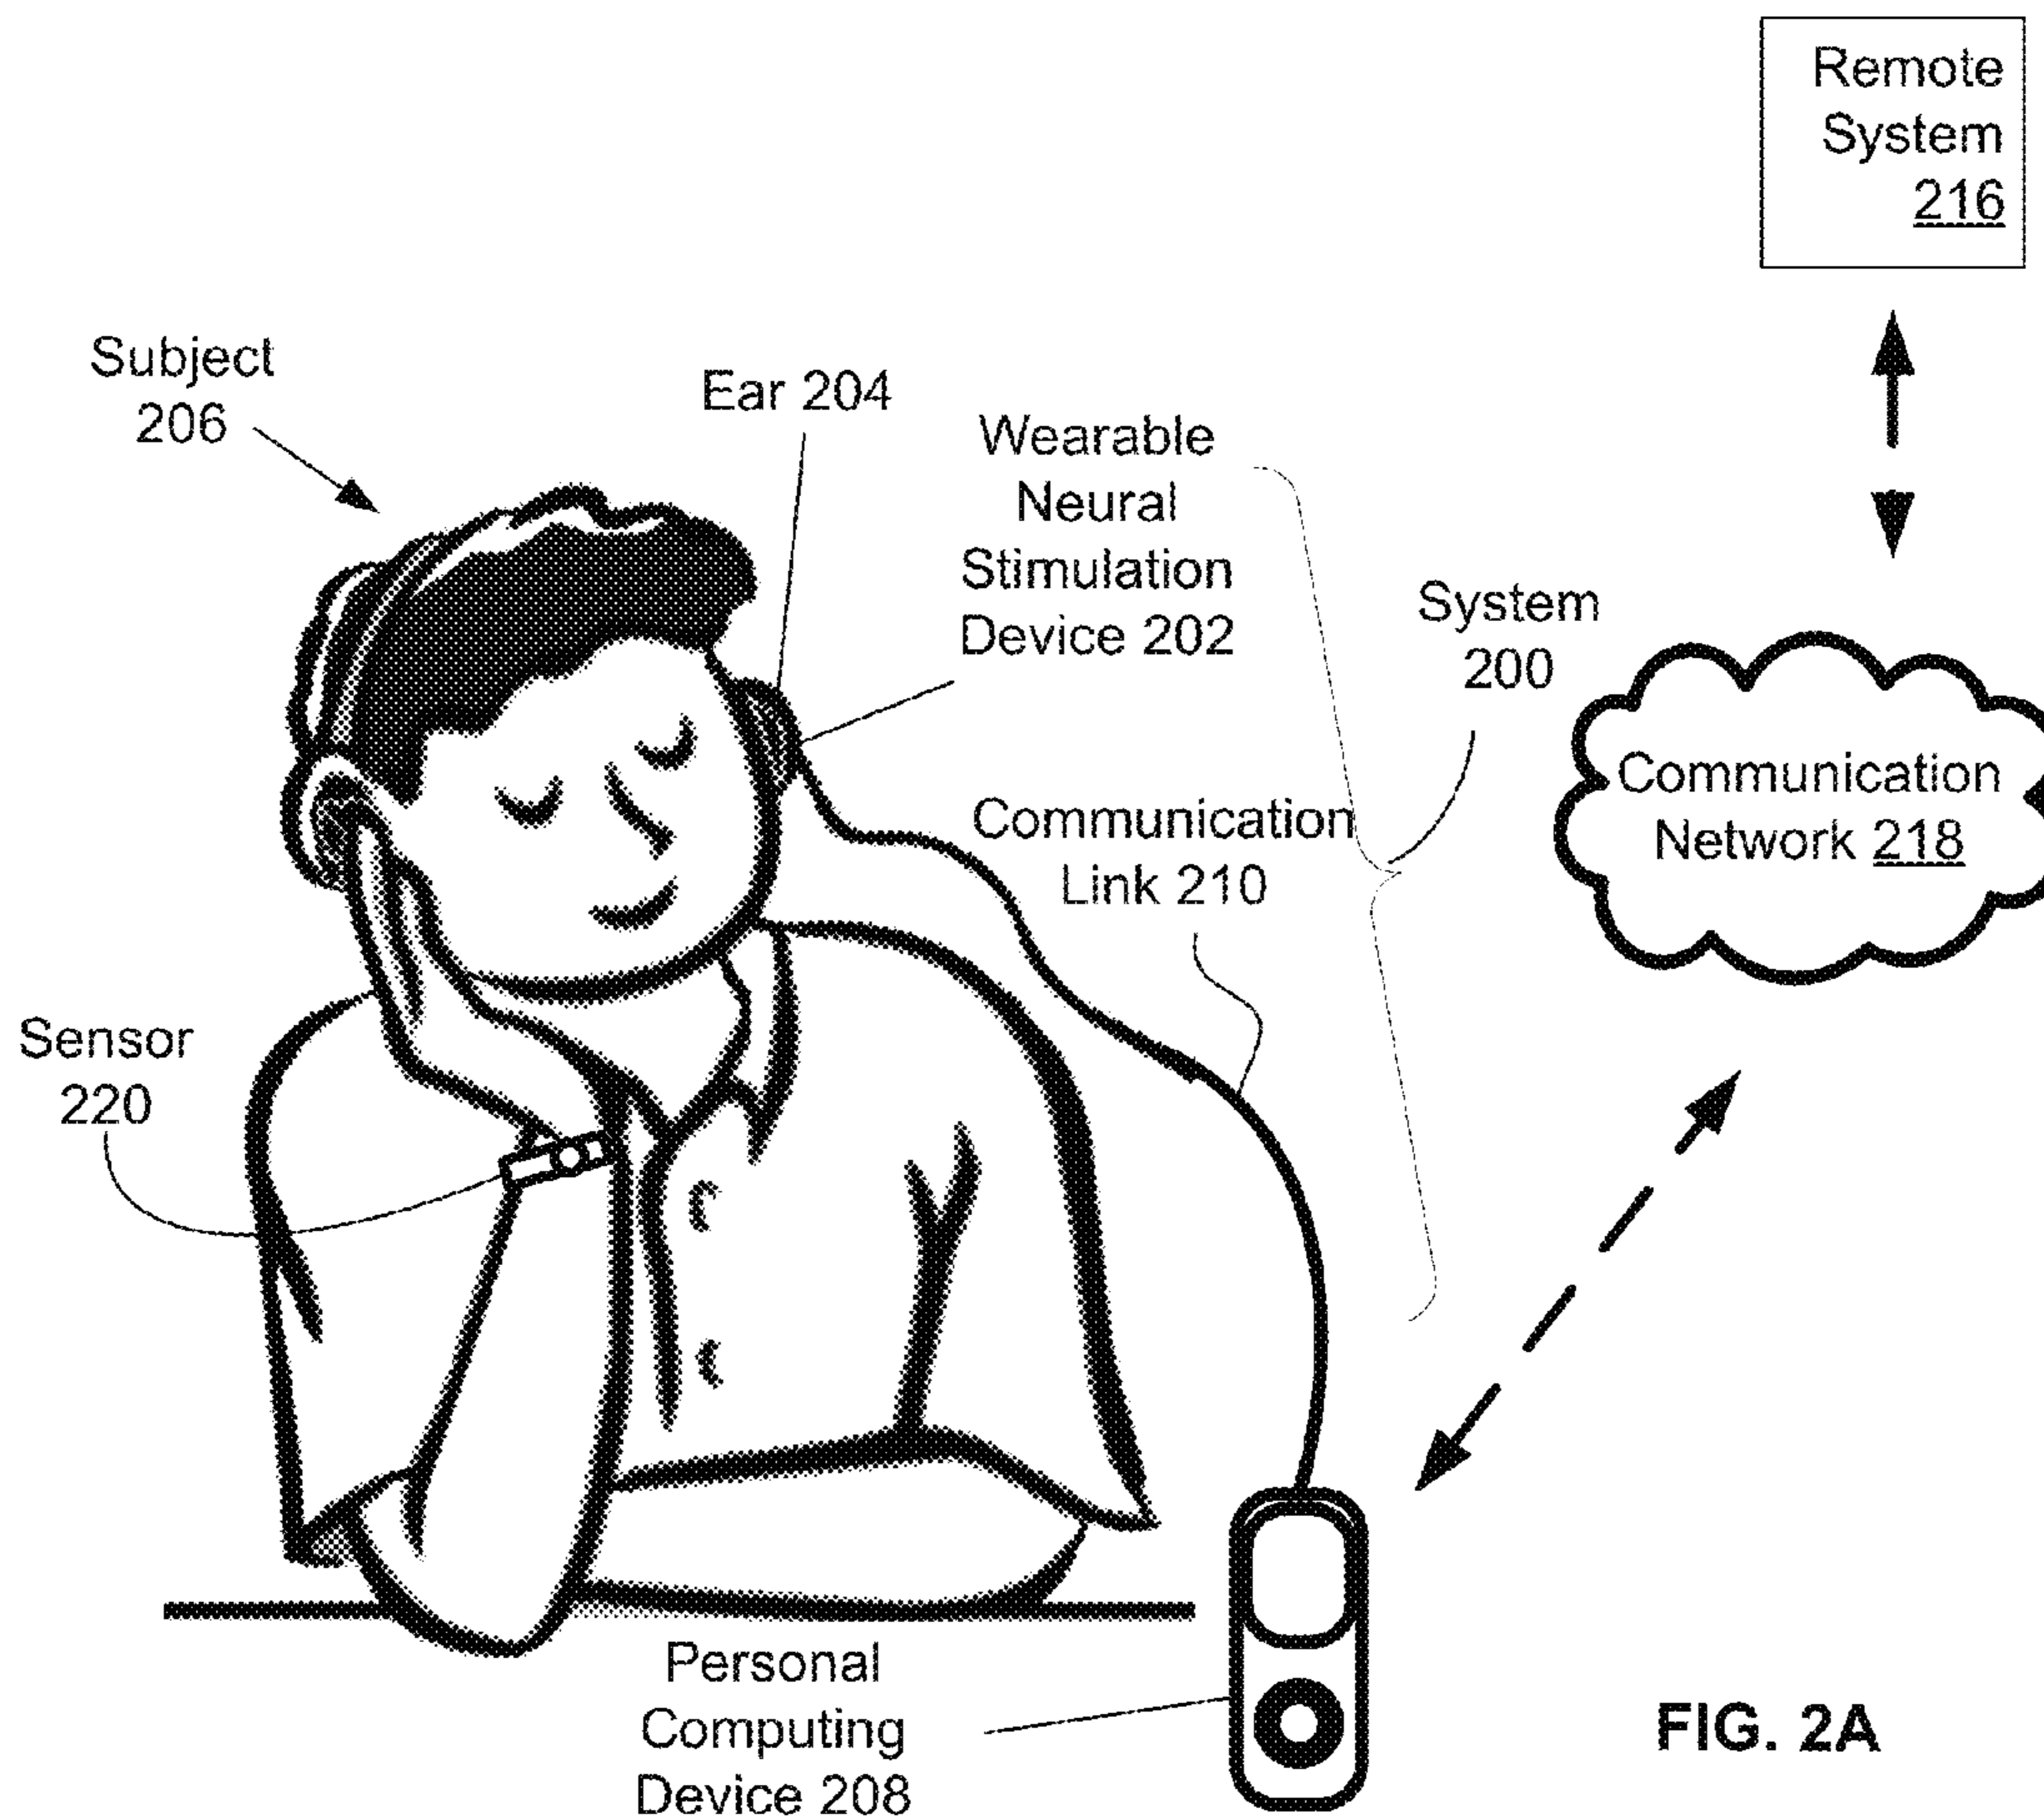 Remote
System
216
Subject
206
Ear 204
Wearable
Neural
Stimulation
Device 202
System
200
Communication
Network 218
Communication
Link 210
Sensor
220
Personal
Computing
Device 208
FIG. 2A